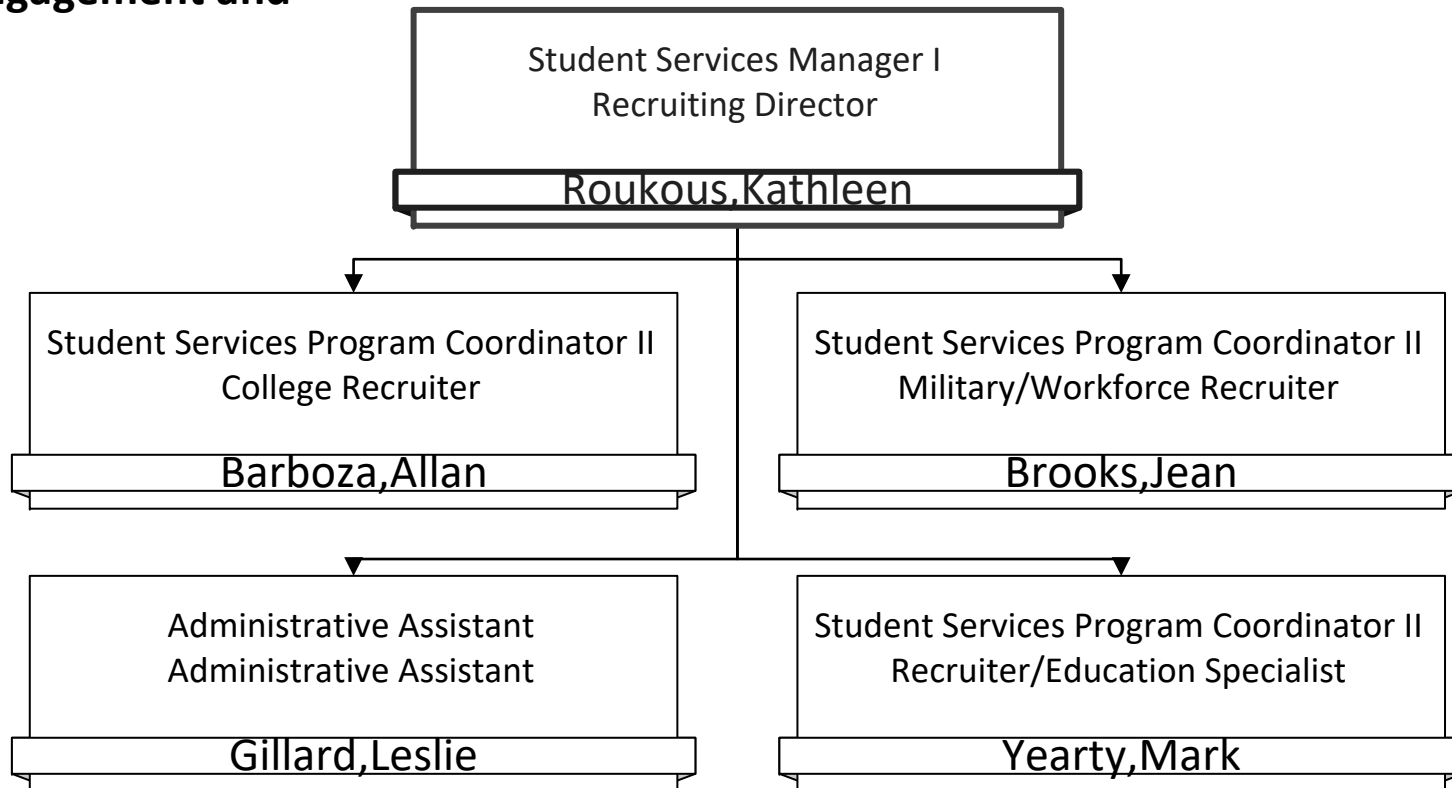 and
Student Services Manager I
Recruiting Director
Roukous,Kathleen
Student Services Program Coordinator II
College Recruiter
Barboza,Allan
Student Services Program Coordinator II
Military/Workforce Recruiter
Brooks,Jean
Administrative Assistant
Administrative Assistant
Gillard,Leslie
Student Services Program Coordinator II
Recruiter/Education Specialist
Yearty,Mark